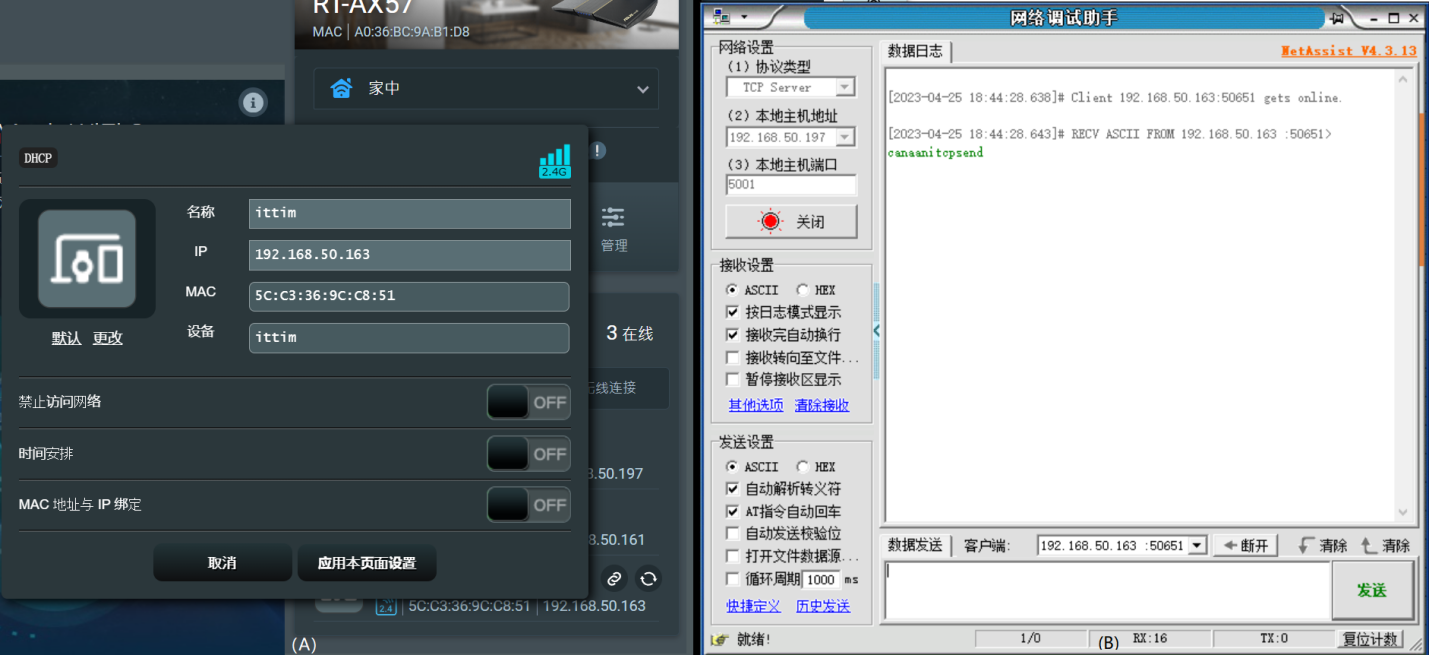 RT-AX57
MAC | A0:36:BC:9A:B1:D8
家中
DHCP
2.4G
名称
ittim
IP
192.168.50.163
MAC
5C:C3:36:9C:C8:51
设备
ittim
默认 更改
管理
3 在线
无线连接
禁止访问网络
OFF
时间安排
OFF
MAC 地址与 IP 绑定
OFF
取消
应用本页面设置
3.50.197
8.50.161
2.4
5C:C3:36:9C:C8:51 | 192.168.50.163
(A)
网络调试助手
网络设置
(1) 协议类型
TCP Server
(2) 本地主机地址
192.168.50.197
(3) 本地主机端口
5001
关闭
接收设置
ASCII HEX
按日志模式显示
接收完自动换行
接收转向至文件...
暂停接收区显示
其他选项 清除接收
发送设置
ASCII HEX
自动解析转义符
AT指令自动回车
自动发送校验位
打开文件数据源...
循环周期 1000 ms
快捷定义 历史发送
数据日志
NetAssist V4.3.13
[2023-04-25 18:44:28.638]# Client 192.168.50.163:50651 gets online.
[2023-04-25 18:44:28.643]# RECV ASCII FROM 192.168.50.163 :50651>
canaanitcpsend
数据发送 客户端: 192.168.50.163 :50651 断开 清除 清除
发送
就绪! 1/0 RX:16 TX:0 复位计数
(B)